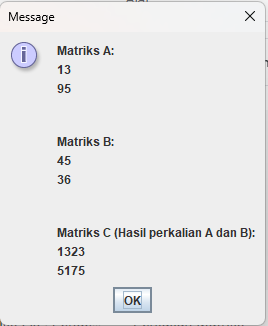 Message
Matriks A:
13
95
Matriks B:
45
36
Matriks C (Hasil perkalian A dan B):
1323
5175
OK